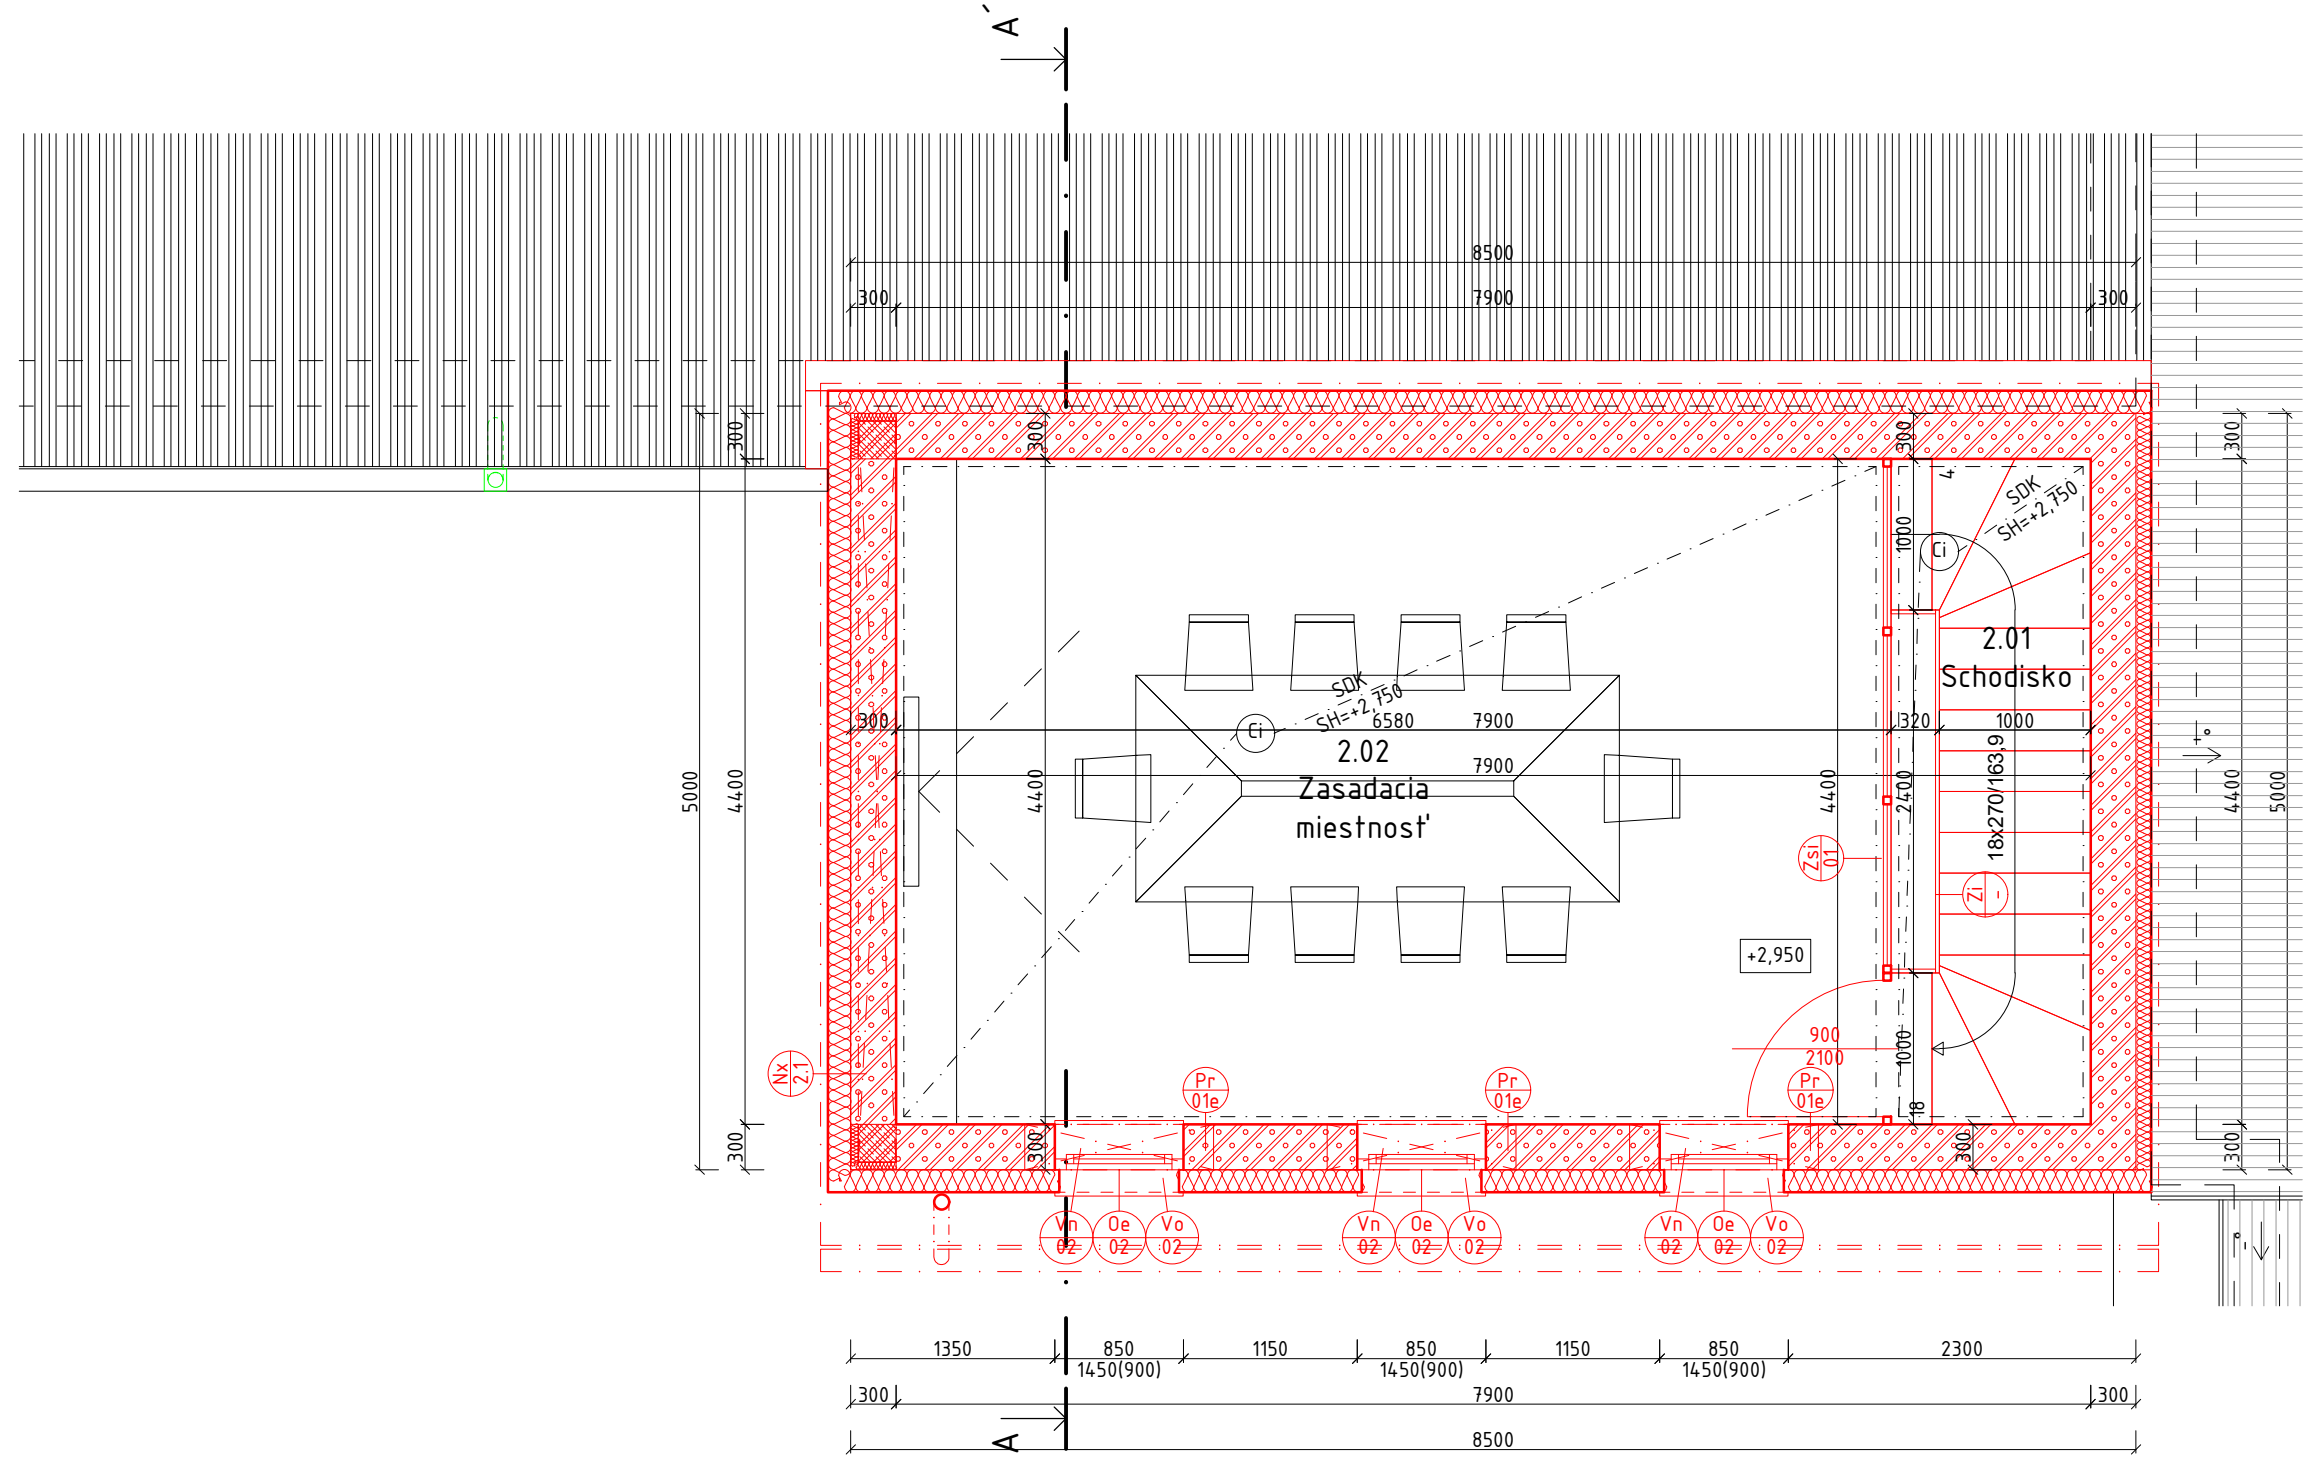 A´
8500
300
7900
300
300
300
300
300
4
SDK
SH=+2,750
1000
Ci
2.01
Schodisko
SDK
SH=+2,750
Ci
300
6580
7900
320
1000
2.02
Zasadacia
miestnosť
7900
5000
4400
4400
4400
2400
18x270/163,9
4400
5000
+°
Zsi
01
Zi
-
+2,950
900
2100
1000
Nx
2.1
Pr
01e
Pr
01e
Pr
01e
18
300
300
300
300
Vn
02
Oe
02
Vo
02
Vn
02
Oe
02
Vo
02
Vn
02
Oe
02
Vo
02
-°
1350
850
1150
850
1150
850
2300
1450(900)
1450(900)
1450(900)
300
7900
300
A
8500